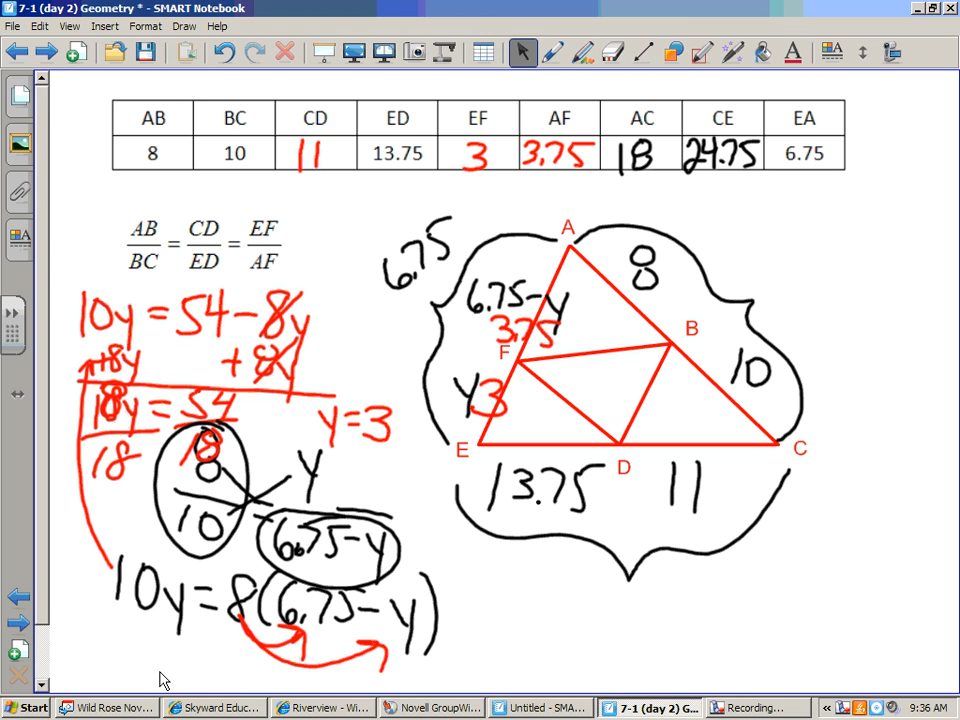 7-1 (day 2) Geometry * - SMART Notebook
File Edit View Insert Format Draw Help
AB BC CD ED EF AF AC CE EA
8 10 11 13.75 3 3.75 18 24.75 6.75
AB/BC = CD/ED = EF/AF
10y = 54 - 8y
+8y + 8y
18y = 54
18 18
y = 3
8/10 = y/6.75-y
10y = 8(6.75 - y)
6.75
A
8
6.75-y
3.75
B
F
10
y 3
E
D
C
13.75 11
Start Wild Rose Nov... Skyward Educ... Riverview - Wi... Novell GroupWi... Untitled - SMA... 7-1 (day 2) G... Recording... « 9:36 AM